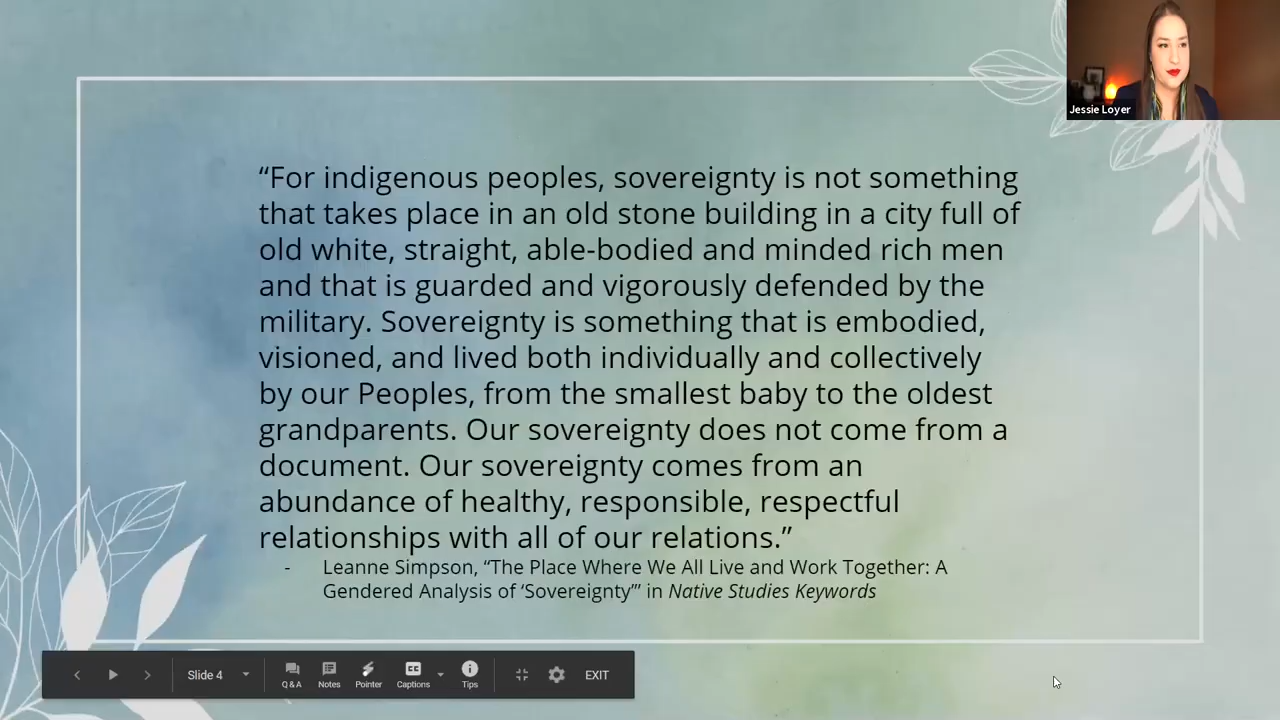 Jessie Loyer
“For indigenous peoples, sovereignty is not something
that takes place in an old stone building in a city full of
old white, straight, able-bodied and minded rich men
and that is guarded and vigorously defended by the
military. Sovereignty is something that is embodied,
visioned, and lived both individually and collectively
by our Peoples, from the smallest baby to the oldest
grandparents. Our sovereignty does not come from a
document. Our sovereignty comes from an
abundance of healthy, responsible, respectful
relationships with all of our relations.”
- Leanne Simpson, “The Place Where We All Live and Work Together: A
Gendered Analysis of ‘Sovereignty’” in Native Studies Keywords
Slide 4 Q & A Notes Pointer CC Captions Tips EXIT